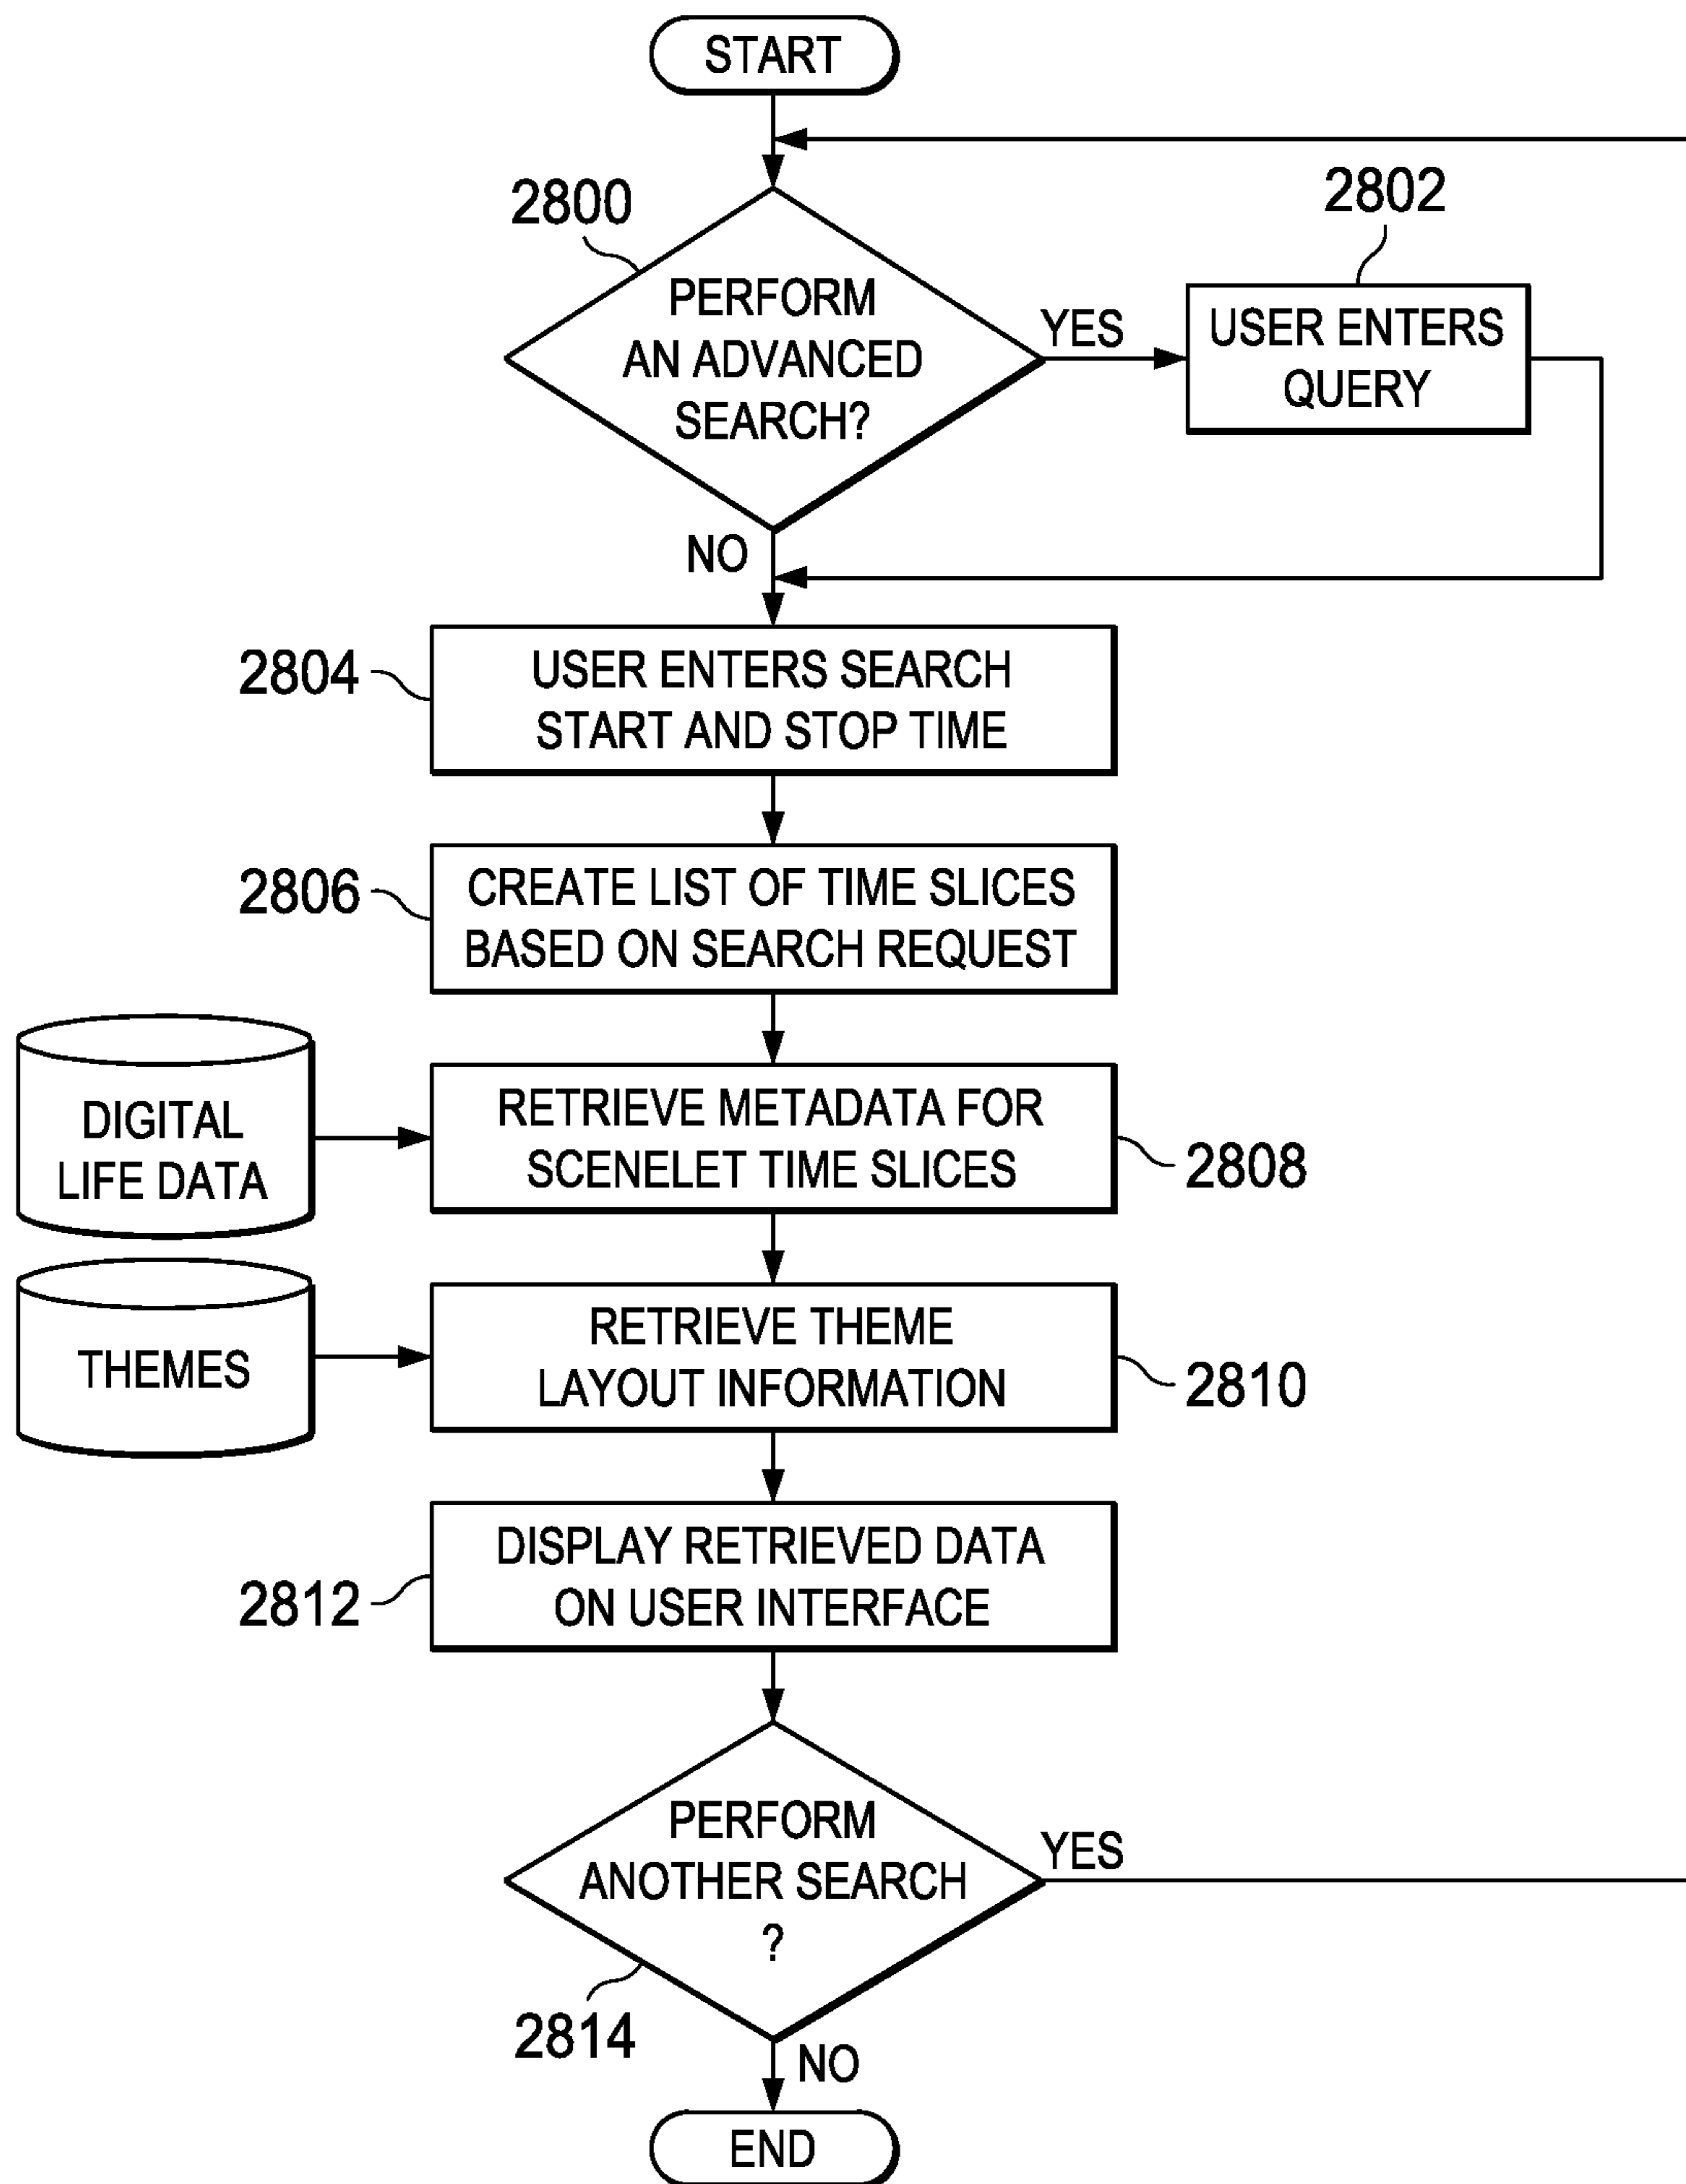 START
2800
PERFORM
AN ADVANCED
SEARCH?
YES
2802
USER ENTERS
QUERY
NO
2804
USER ENTERS SEARCH
START AND STOP TIME
2806
CREATE LIST OF TIME SLICES
BASED ON SEARCH REQUEST
DIGITAL
LIFE DATA
RETRIEVE METADATA FOR
SCENELET TIME SLICES
2808
THEMES
RETRIEVE THEME
LAYOUT INFORMATION
2810
DISPLAY RETRIEVED DATA
ON USER INTERFACE
2812
PERFORM
ANOTHER SEARCH
?
YES
2814
NO
END